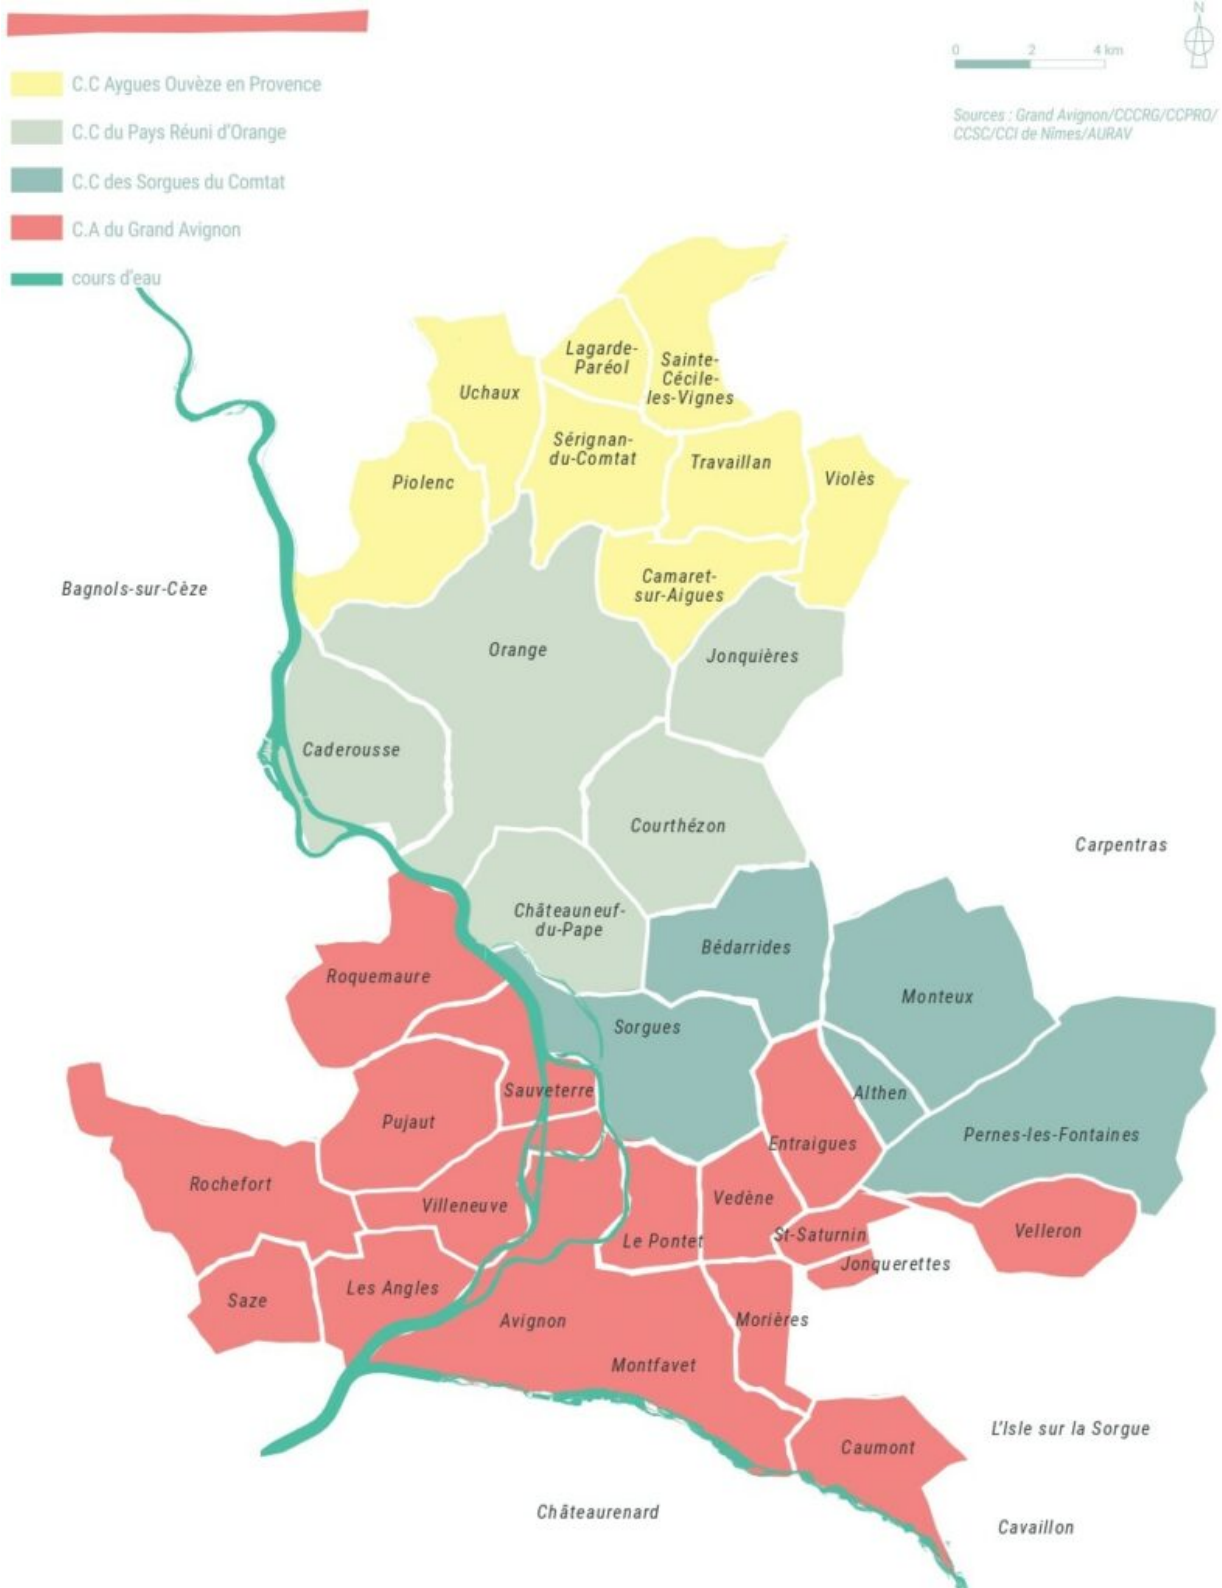 N
0 2 4 km
Sources : Grand Avignon/CCCRG/CCPRO/
CCSC/CCI de Nîmes/AURAV
C.C Aygues Ouvèze en Provence
C.C du Pays Réuni d'Orange
C.C des Sorgues du Comtat
C.A du Grand Avignon
cours d'eau
Lagarde-
Paréol
Sainte-
Cécile-
les-Vignes
Uchaux
Sérignan-
du-Comtat
Travaillan
Piolenc
Violès
Bagnols-sur-Cèze
Camaret-
sur-Aigues
Orange
Jonquières
Caderousse
Courthézon
Carpentras
Châteauneuf-
du-Pape
Bédarrides
Roquemaure
Monteux
Sorgues
Sauveterre
Althen
Pujaut
Entraigues
Pernes-les-Fontaines
Rochefort
Villeneuve
Vedène
Le Pontet
St-Saturnin
Velleron
Jonquerettes
Les Angles
Saze
Avignon
Morières
Montfavet
L'Isle sur la Sorgue
Caumont
Châteaurenard
Cavaillon